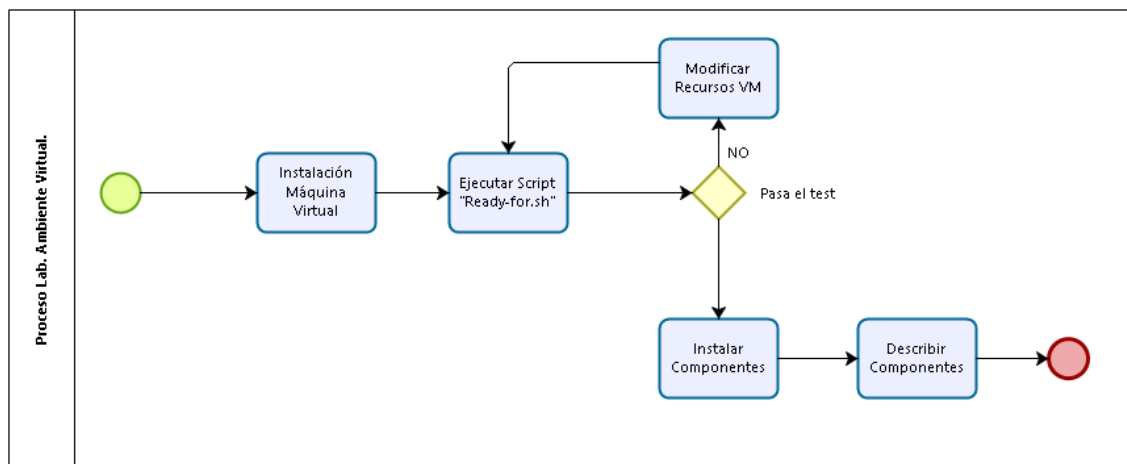 Proceso Lab. Ambiente Virtual.
Modificar
Recursos VM
NO
Instalación
Máquina
Virtual
Ejecutar Script
"Ready-for.sh"
Pasa el test
Instalar
Componentes
Describir
Componentes